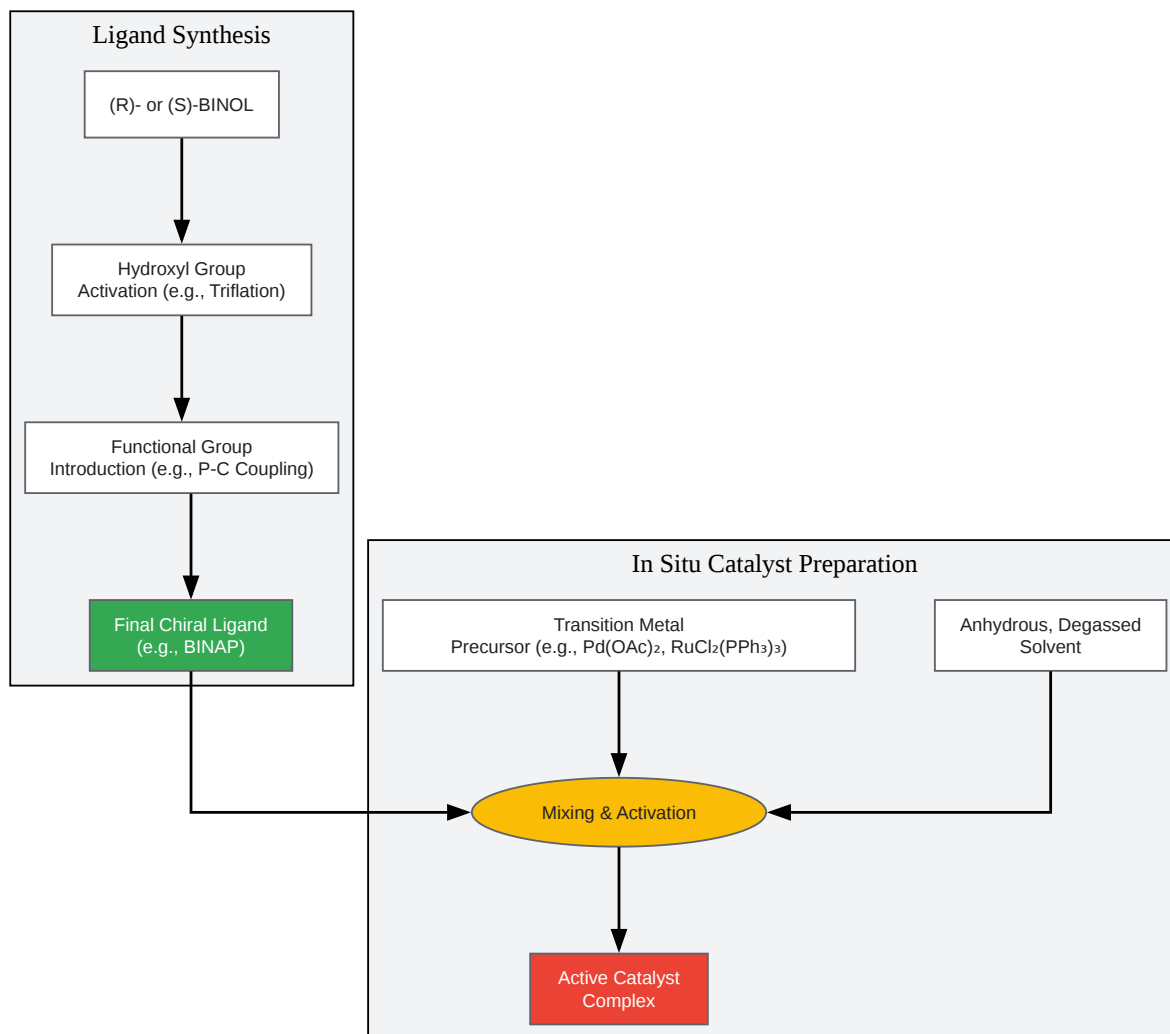 Ligand Synthesis
(R)- or (S)-BINOL
Hydroxyl Group
Activation (e.g., Triflation)
Functional Group
Introduction (e.g., P-C Coupling)
Final Chiral Ligand
(e.g., BINAP)
In Situ Catalyst Preparation
Transition Metal
Precursor (e.g., Pd(OAc)₂, RuCl₂(PPh₃)₃)
Anhydrous, Degassed
Solvent
Mixing & Activation
Active Catalyst
Complex